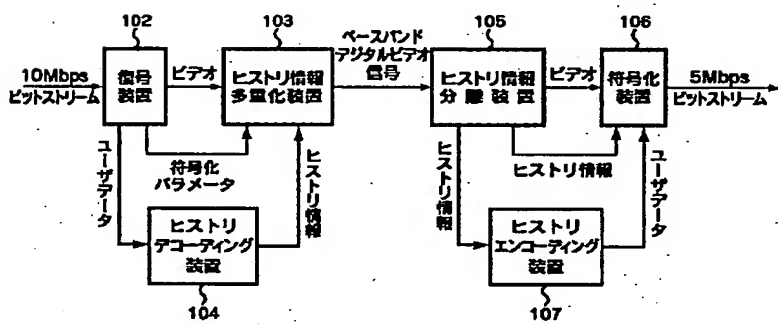 102
103
105
106
10Mbps
ビットストリーム
復号
装置
ビデオ
ヒストリ情報
多重化装置
ベースバンド
デジタルビデオ
信号
ヒストリ情報
分離装置
ビデオ
符号化
装置
5Mbps
ビットストリーム
ユーザデータ
符号化
パラメータ
ヒストリ情報
ヒストリ情報
ヒストリ情報
ユーザデータ
ヒストリ
デコーディング
装置
ヒストリ
エンコーディング
装置
104
107